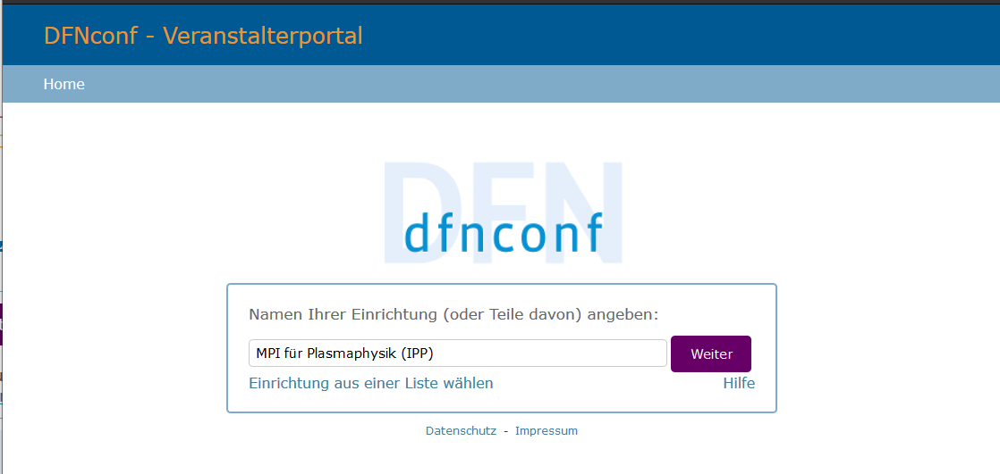 DFNconf - Veranstalterportal
Home
DFN
dfnconf
Namen Ihrer Einrichtung (oder Teile davon) angeben:
MPI für Plasmaphysik (IPP)
Weiter
Einrichtung aus einer Liste wählen
Hilfe
Datenschutz - Impressum